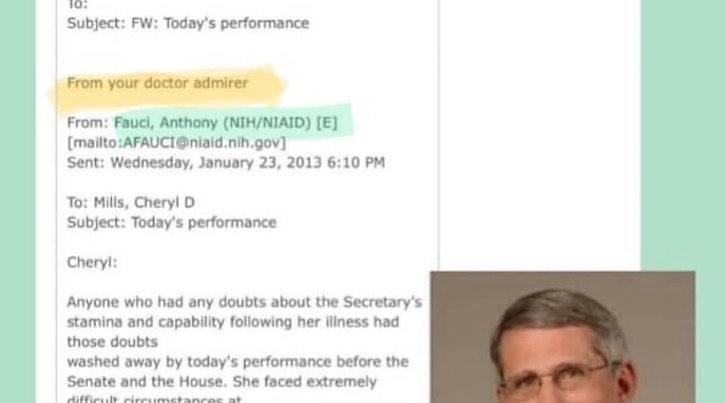 To:
Subject: FW: Today's performance
From your doctor admirer
From: Fauci, Anthony (NIH/NIAID) [E]
[mailto:AFAUCI@niaid.nih.gov]
Sent: Wednesday, January 23, 2013 6:10 PM
To: Mills, Cheryl D
Subject: Today's performance
Cheryl:
Anyone who had any doubts about the Secretary's
stamina and capability following her illness had
those doubts
washed away by today's performance before the
Senate and the House. She faced extremely
difficult circumstances at